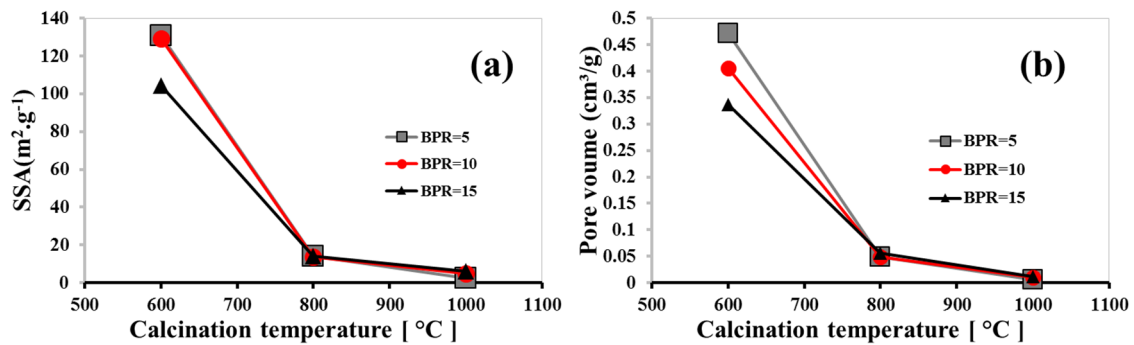 SSA(m²·g⁻¹)
140
120
100
80
60
40
20
0
500 600 700 800 900 1000 1100
Calcination temperature [ °C ]
(a)
BPR=5
BPR=10
BPR=15
Pore voume (cm³/g)
0.5
0.45
0.4
0.35
0.3
0.25
0.2
0.15
0.1
0.05
0
500 600 700 800 900 1000 1100
Calcination temperature [ °C ]
(b)
BPR=5
BPR=10
BPR=15